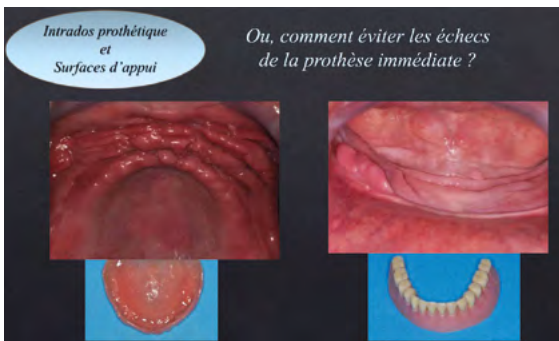 Intrados prothétique
et
Surfaces d'appui
Ou, comment éviter les échecs
de la prothèse immédiate ?